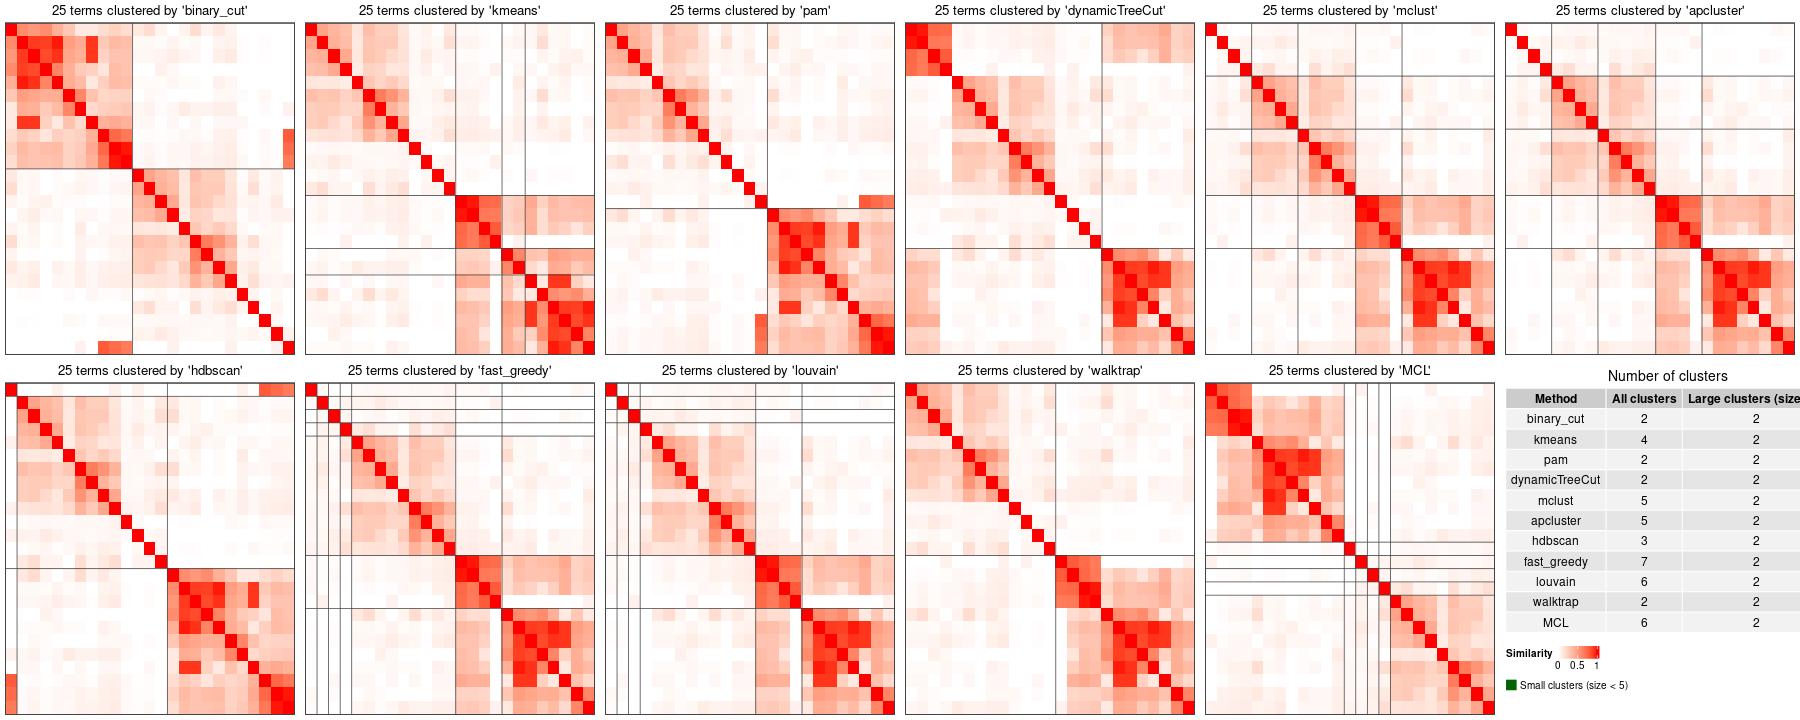 25 terms clustered by 'binary_cut'
25 terms clustered by 'kmeans'
25 terms clustered by 'pam'
25 terms clustered by 'dynamicTreeCut'
25 terms clustered by 'mclust'
25 terms clustered by 'apcluster'
25 terms clustered by 'hdbscan'
25 terms clustered by 'fast_greedy'
25 terms clustered by 'louvain'
25 terms clustered by 'walktrap'
25 terms clustered by 'MCL'
Number of clusters
Method All clusters Large clusters (size
binary_cut 2 2
kmeans 4 2
pam 2 2
dynamicTreeCut 2 2
mclust 5 2
apcluster 5 2
hdbscan 3 2
fast_greedy 7 2
louvain 6 2
walktrap 2 2
MCL 6 2
Similarity
0 0.5 1
Small clusters (size < 5)